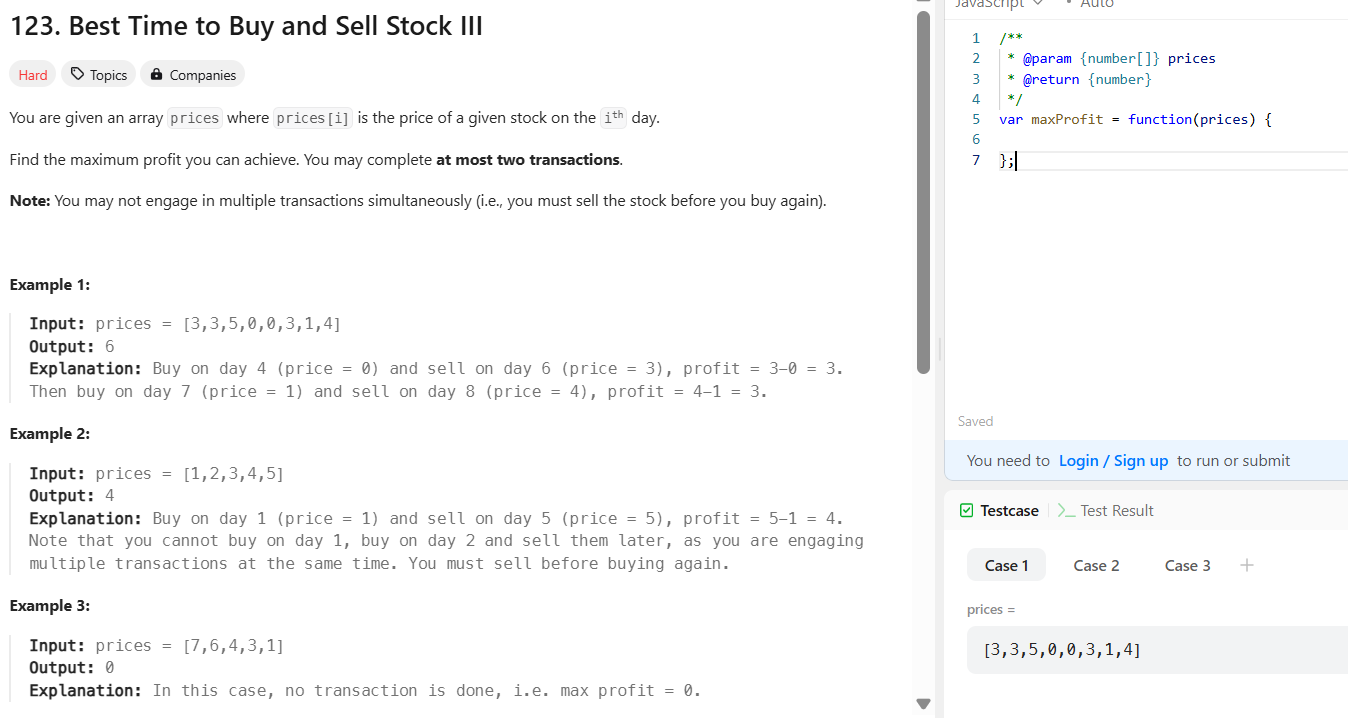 123. Best Time to Buy and Sell Stock III
Hard Topics Companies
You are given an array prices where prices[i] is the price of a given stock on the ith day.
Find the maximum profit you can achieve. You may complete at most two transactions.
Note: You may not engage in multiple transactions simultaneously (i.e., you must sell the stock before you buy again).
Example 1:
Input: prices = [3,3,5,0,0,3,1,4]
Output: 6
Explanation: Buy on day 4 (price = 0) and sell on day 6 (price = 3), profit = 3-0 = 3.
Then buy on day 7 (price = 1) and sell on day 8 (price = 4), profit = 4-1 = 3.
Example 2:
Input: prices = [1,2,3,4,5]
Output: 4
Explanation: Buy on day 1 (price = 1) and sell on day 5 (price = 5), profit = 5-1 = 4.
Note that you cannot buy on day 1, buy on day 2 and sell them later, as you are engaging
multiple transactions at the same time. You must sell before buying again.
Example 3:
Input: prices = [7,6,4,3,1]
Output: 0
Explanation: In this case, no transaction is done, i.e. max profit = 0.
JavaScript • Auto
1 /**
2 * @param {number[]} prices
3 * @return {number}
4 */
5 var maxProfit = function(prices) {
6
7 };
Saved
You need to Login / Sign up to run or submit
Testcase Test Result
Case 1 Case 2 Case 3 +
prices =
[3,3,5,0,0,3,1,4]